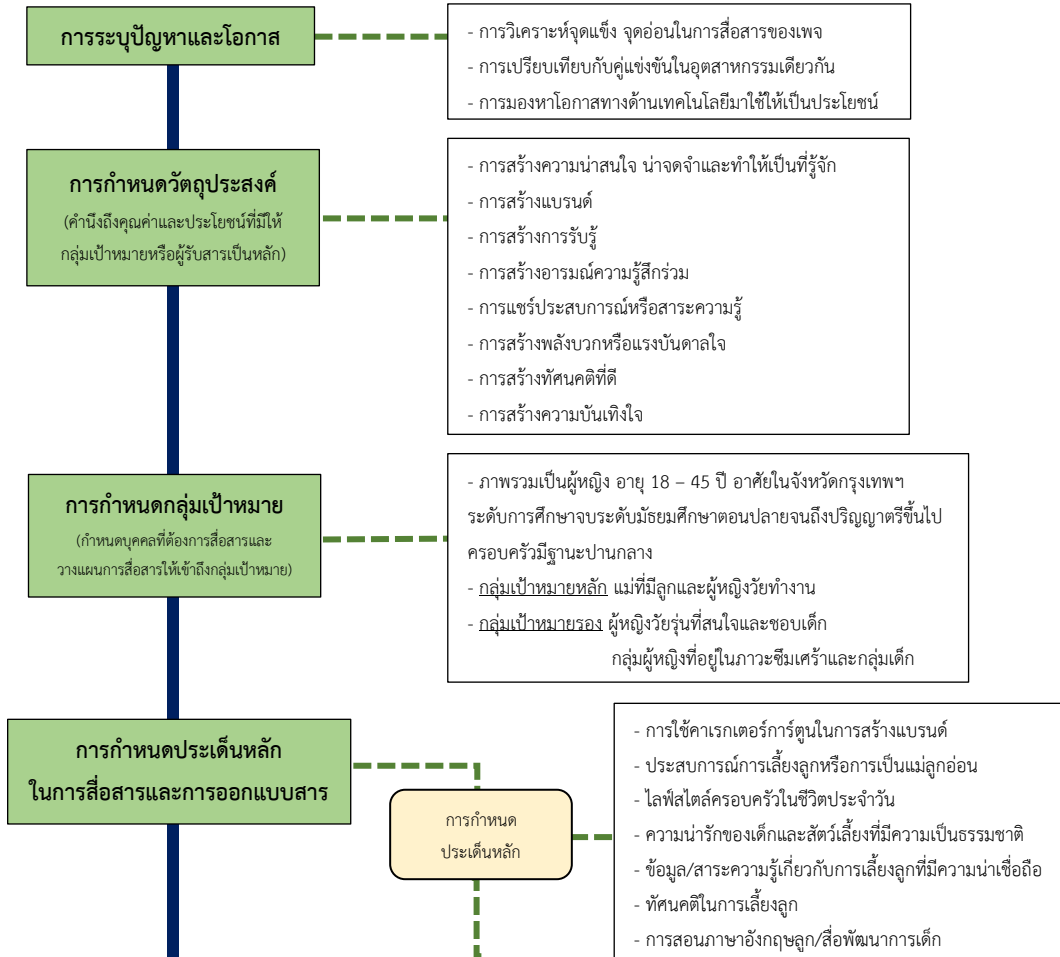 การระบุปัญหาและโอกาส
- การวิเคราะห์จุดแข็ง จุดอ่อนในการสื่อสารของเพจ
- การเปรียบเทียบกับคู่แข่งขันในอุตสาหกรรมเดียวกัน
- การมองหาโอกาสทางด้านเทคโนโลยีมาใช้ให้เป็นประโยชน์
การกำหนดวัตถุประสงค์
(คำนึงถึงคุณค่าและประโยชน์ที่มีให้
กลุ่มเป้าหมายหรือผู้รับสารเป็นหลัก)
- การสร้างความน่าสนใจ น่าจดจำและทำให้เป็นที่รู้จัก
- การสร้างแบรนด์
- การสร้างการรับรู้
- การสร้างอารมณ์ความรู้สึกร่วม
- การแชร์ประสบการณ์หรือสาระความรู้
- การสร้างพลังบวกหรือแรงบันดาลใจ
- การสร้างทัศนคติที่ดี
- การสร้างความบันเทิงใจ
การกำหนดกลุ่มเป้าหมาย
(กำหนดบุคคลที่ต้องการสื่อสารและ
วางแผนการสื่อสารให้เข้าถึงกลุ่มเป้าหมาย)
- ภาพรวมเป็นผู้หญิง อายุ 18 – 45 ปี อาศัยในจังหวัดกรุงเทพฯ
ระดับการศึกษาจบระดับมัธยมศึกษาตอนปลายจนถึงปริญญาตรีขึ้นไป
ครอบครัวมีฐานะปานกลาง
- กลุ่มเป้าหมายหลัก แม่ที่มีลูกและผู้หญิงวัยทำงาน
- กลุ่มเป้าหมายรอง ผู้หญิงวัยรุ่นที่สนใจและชอบเด็ก
กลุ่มผู้หญิงที่อยู่ในภาวะซึมเศร้าและกลุ่มเด็ก
การกำหนดประเด็นหลัก
ในการสื่อสารและการออกแบบสาร
การกำหนด
ประเด็นหลัก
- การใช้คาเรกเตอร์การ์ตูนในการสร้างแบรนด์
- ประสบการณ์การเลี้ยงลูกหรือการเป็นแม่ลูกอ่อน
- ไลฟ์สไตล์ครอบครัวในชีวิตประจำวัน
- ความน่ารักของเด็กและสัตว์เลี้ยงที่มีความเป็นธรรมชาติ
- ข้อมูล/สาระความรู้เกี่ยวกับการเลี้ยงลูกที่มีความน่าเชื่อถือ
- ทัศนคติในการเลี้ยงลูก
- การสอนภาษาอังกฤษลูก/สื่อพัฒนาการเด็ก